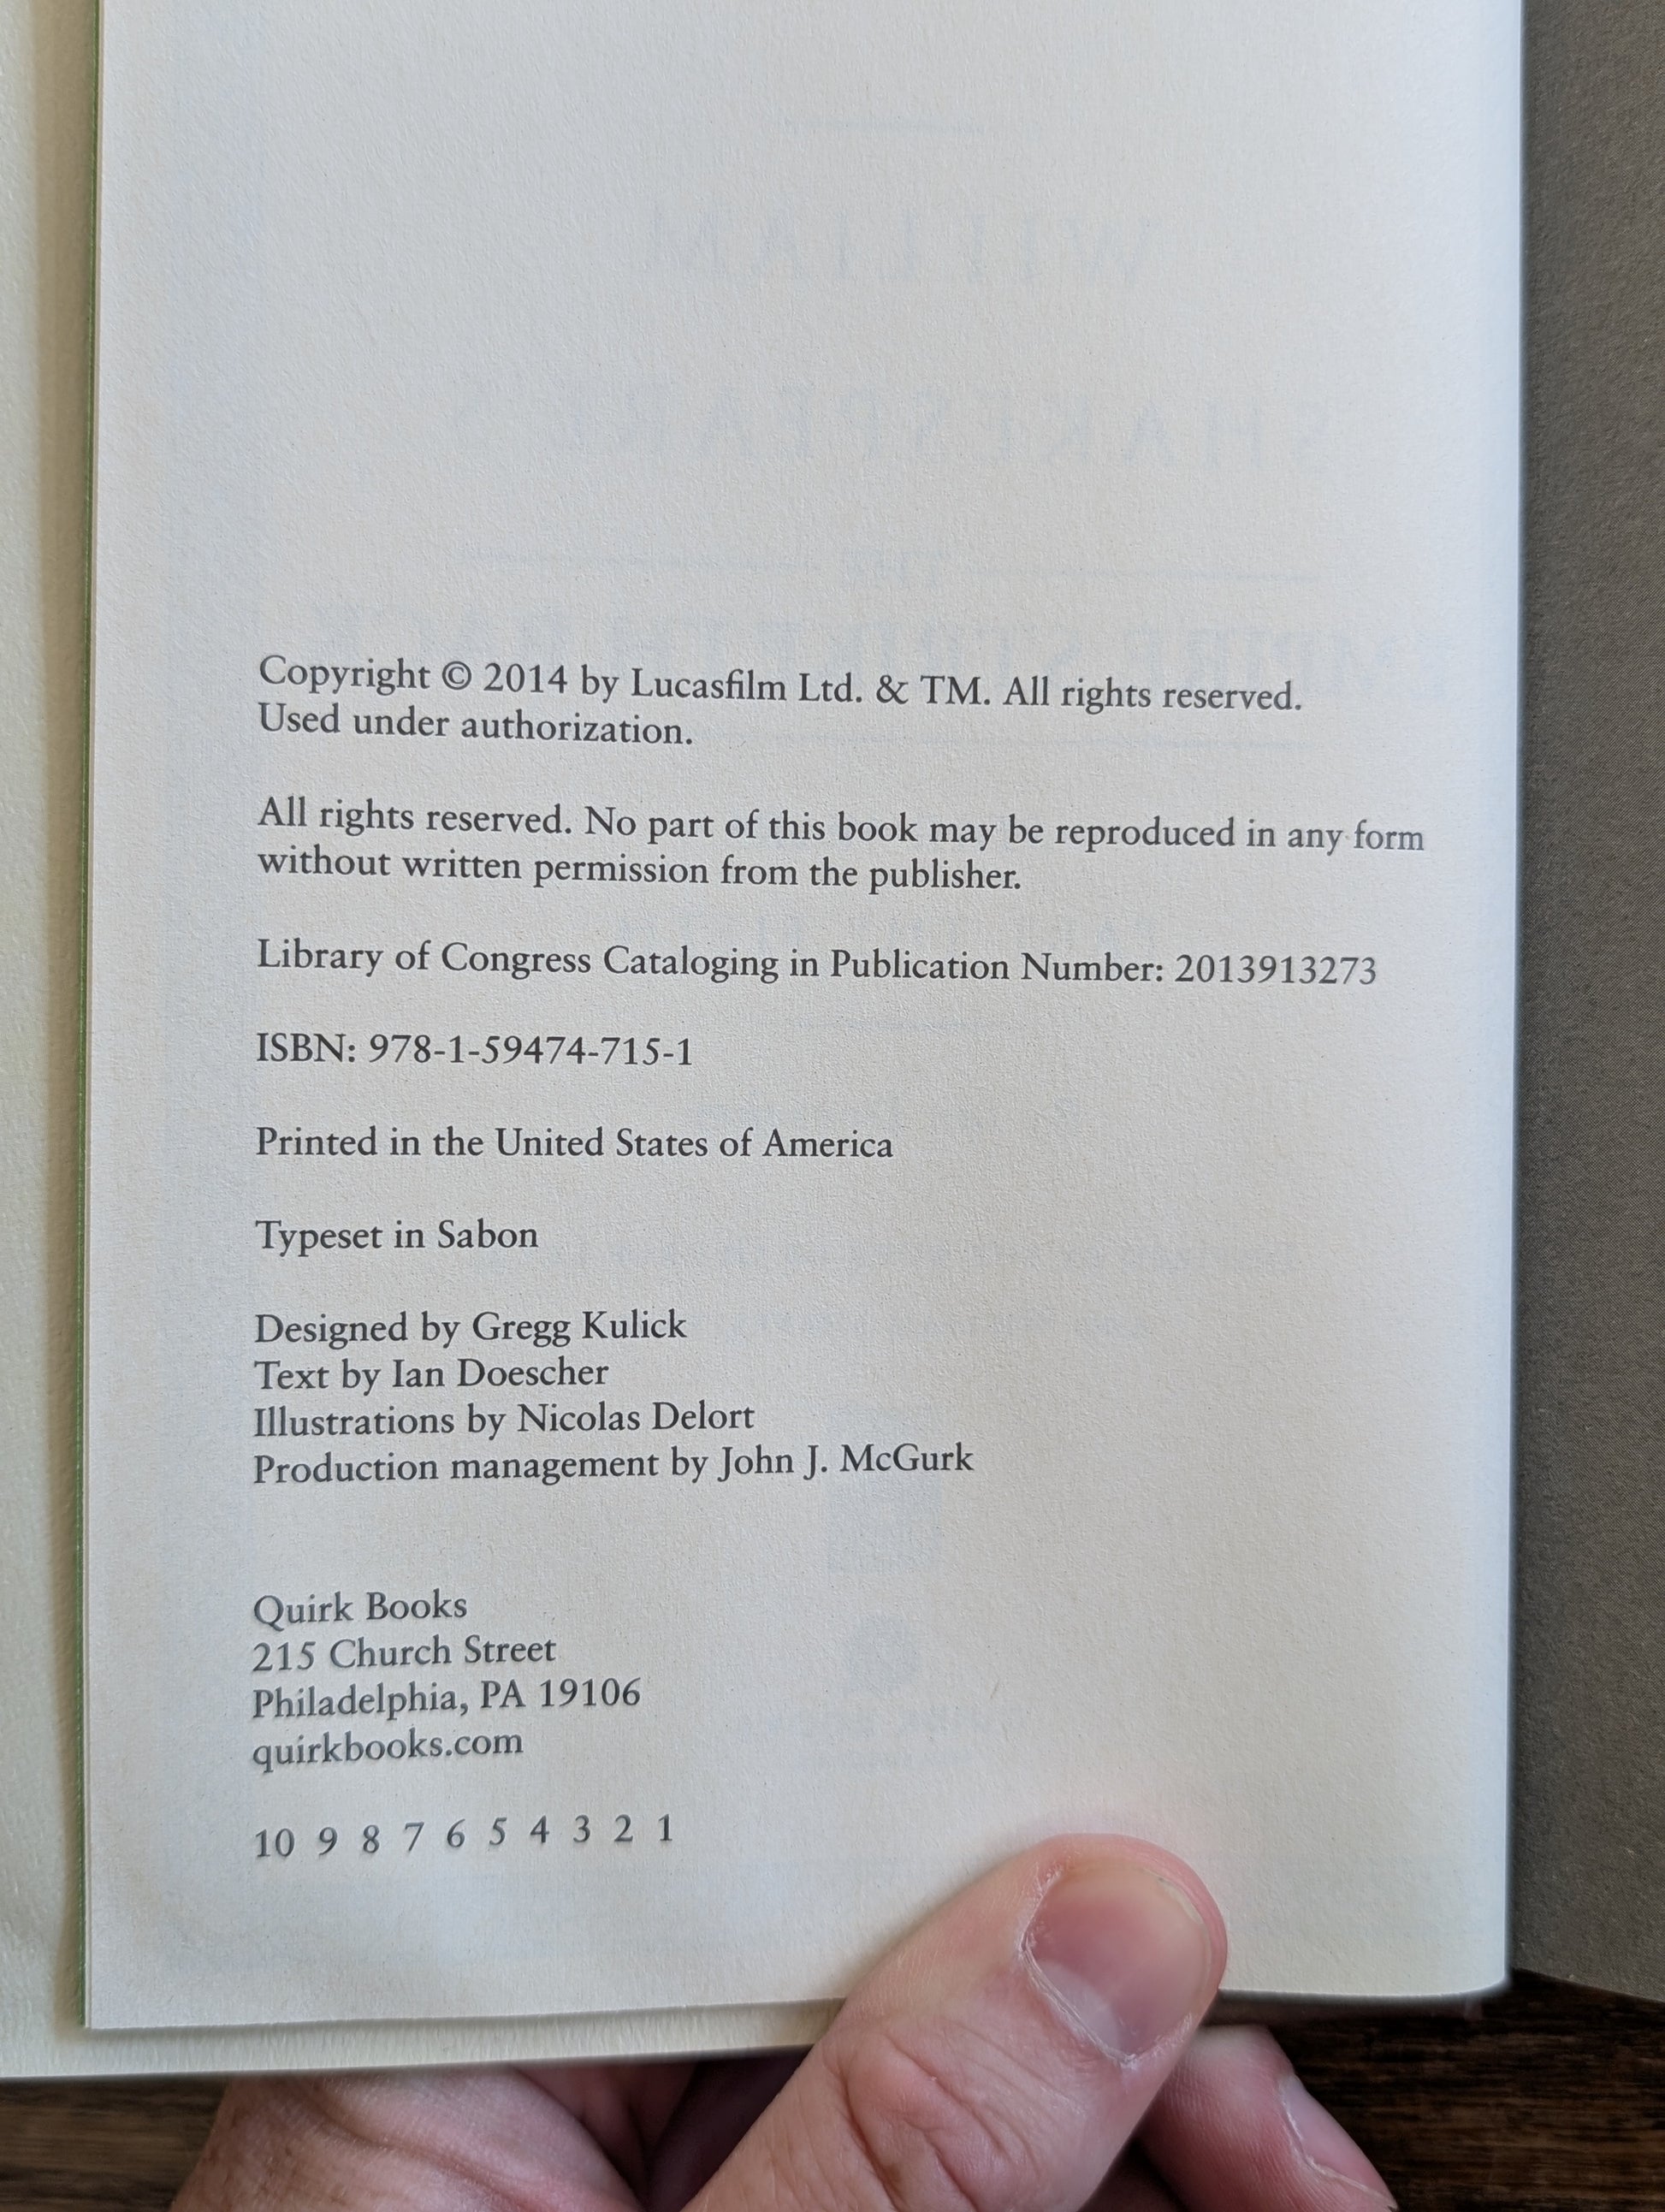 Copyright © 2014 by Lucasfilm Ltd. & TM. All rights reserved.
Used under authorization.
All rights reserved. No part of this book may be reproduced in any form
without written permission from the publisher.
Library of Congress Cataloging in Publication Number: 2013913273
ISBN: 978-1-59474-715-1
Printed in the United States of America
Typeset in Sabon
Designed by Gregg Kulick
Text by Ian Doescher
Illustrations by Nicolas Delort
Production management by John J. McGurk
Quirk Books
215 Church Street
Philadelphia, PA 19106
quirkbooks.com
10 9 8 7 6 5 4 3 2 1